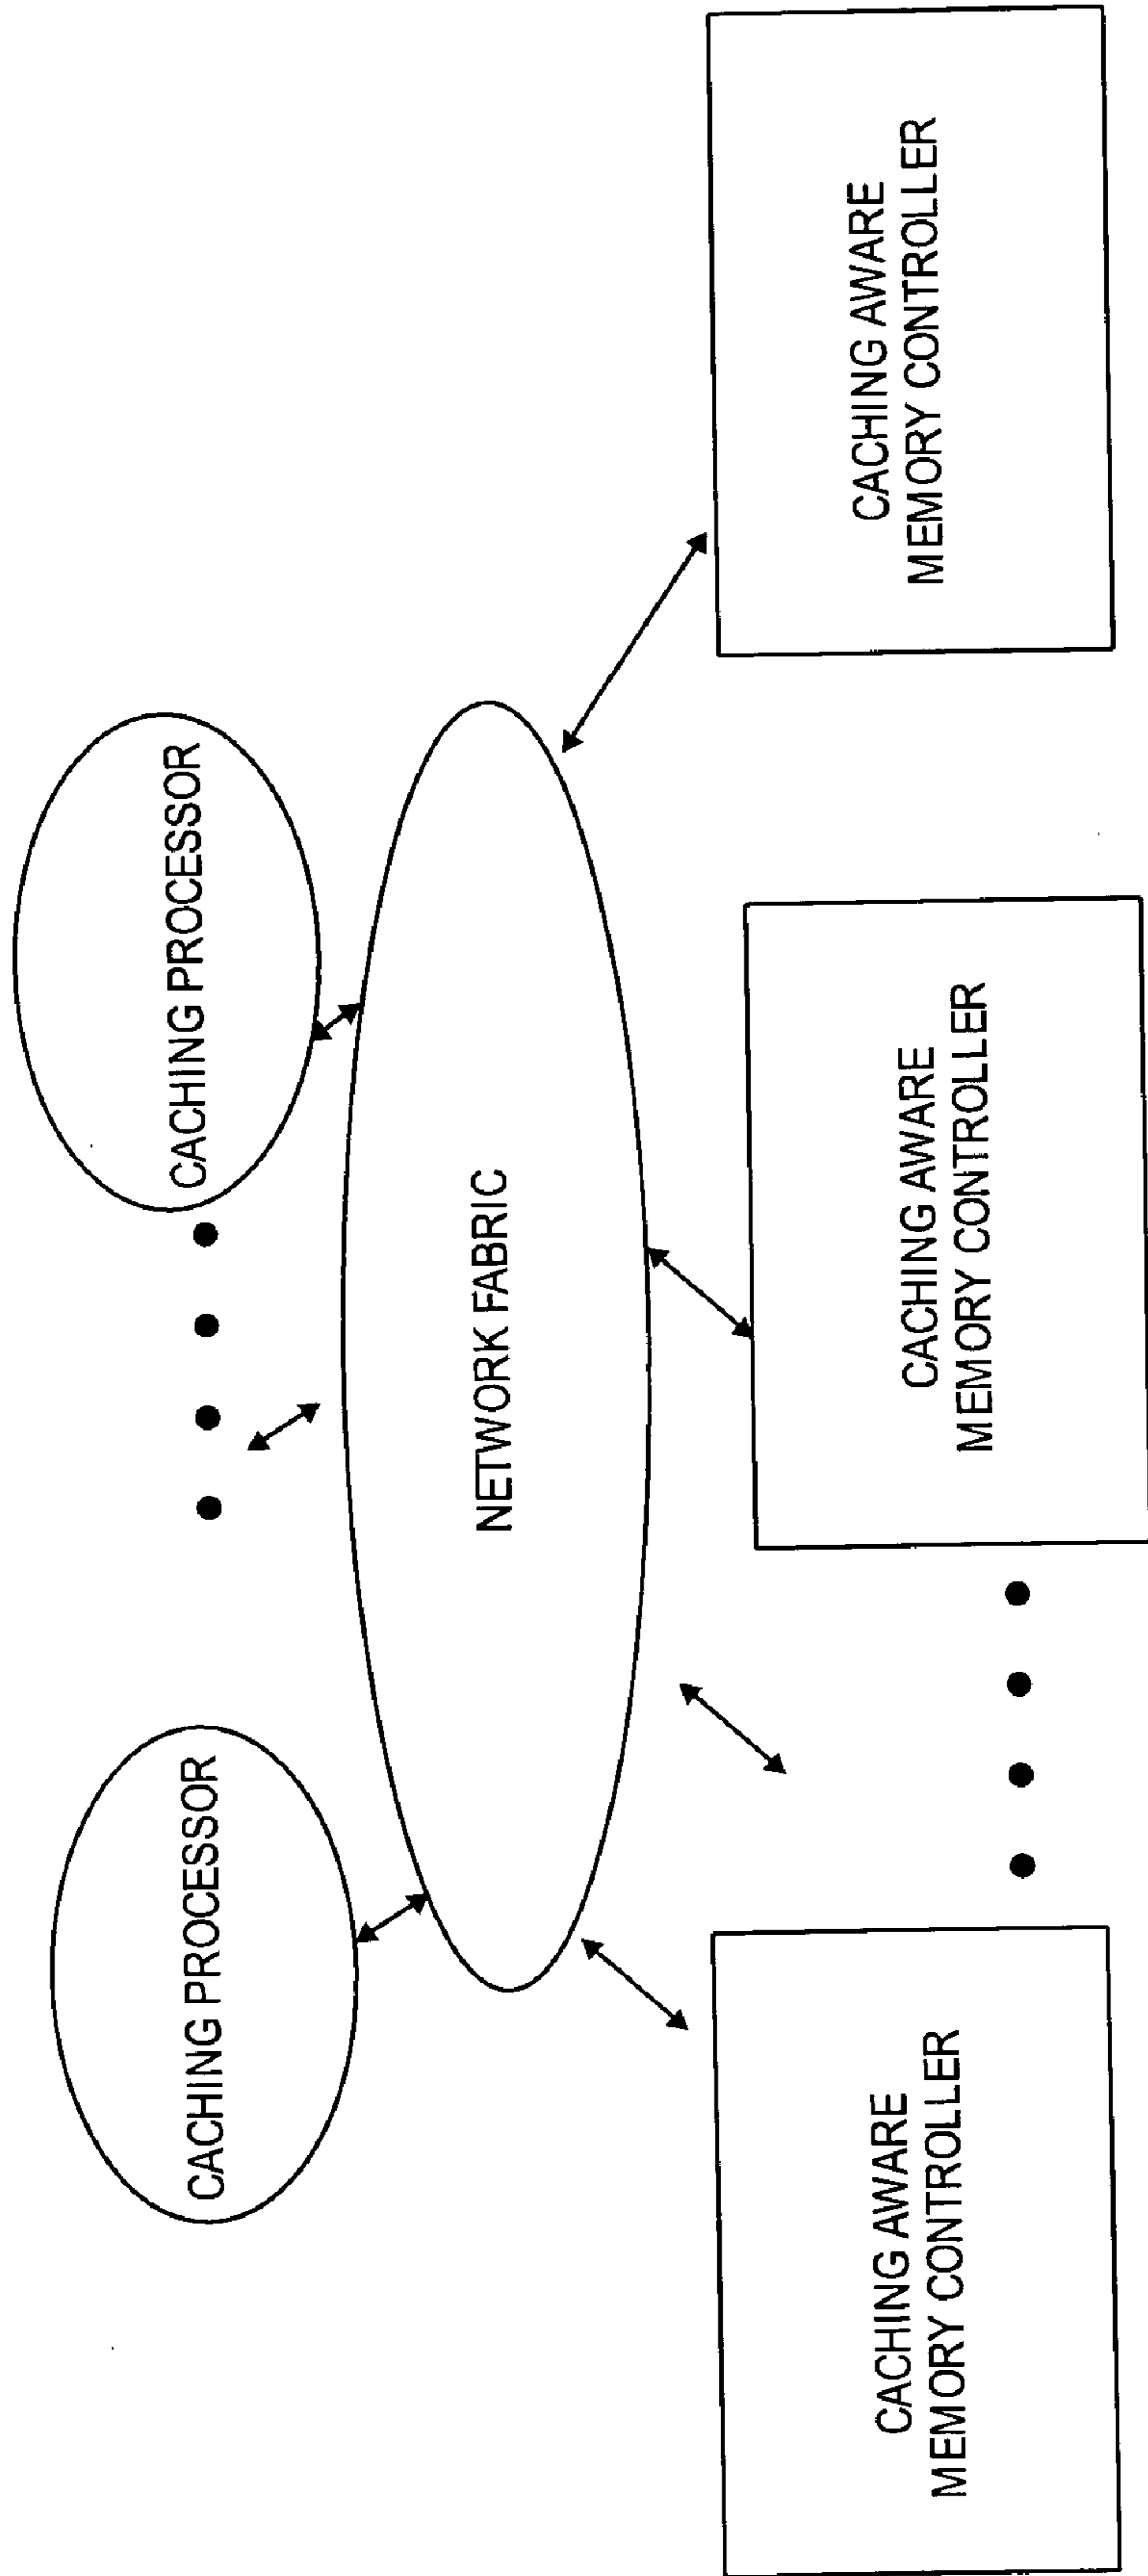 CACHING PROCESSOR
CACHING PROCESSOR
NETWORK FABRIC
CACHING AWARE
MEMORY CONTROLLER
CACHING AWARE
MEMORY CONTROLLER
CACHING AWARE
MEMORY CONTROLLER